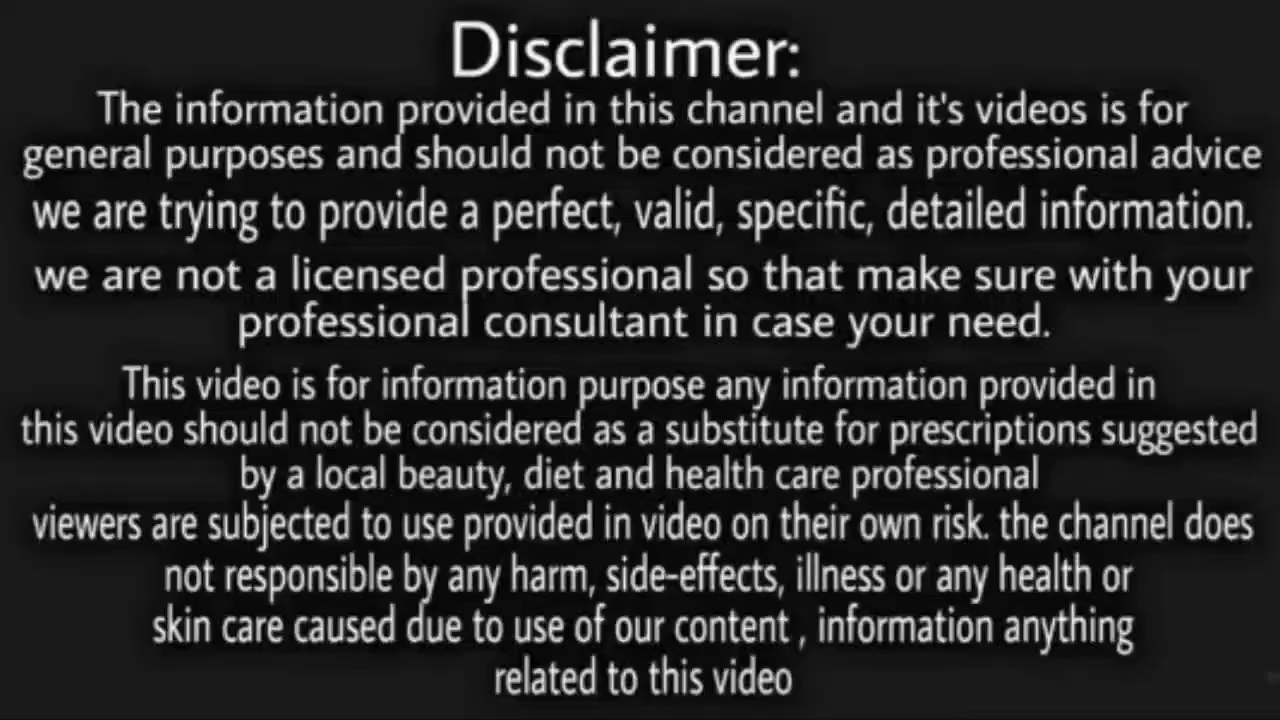 Disclaimer:
The information provided in this channel and it's videos is for
general purposes and should not be considered as professional advice
we are trying to provide a perfect, valid, specific, detailed information.
we are not a licensed professional so that make sure with your
professional consultant in case your need.
This video is for information purpose any information provided in
this video should not be considered as a substitute for prescriptions suggested
by a local beauty, diet and health care professional
viewers are subjected to use provided in video on their own risk. the channel does
not responsible by any harm, side-effects, illness or any health or
skin care caused due to use of our content , information anything
related to this video